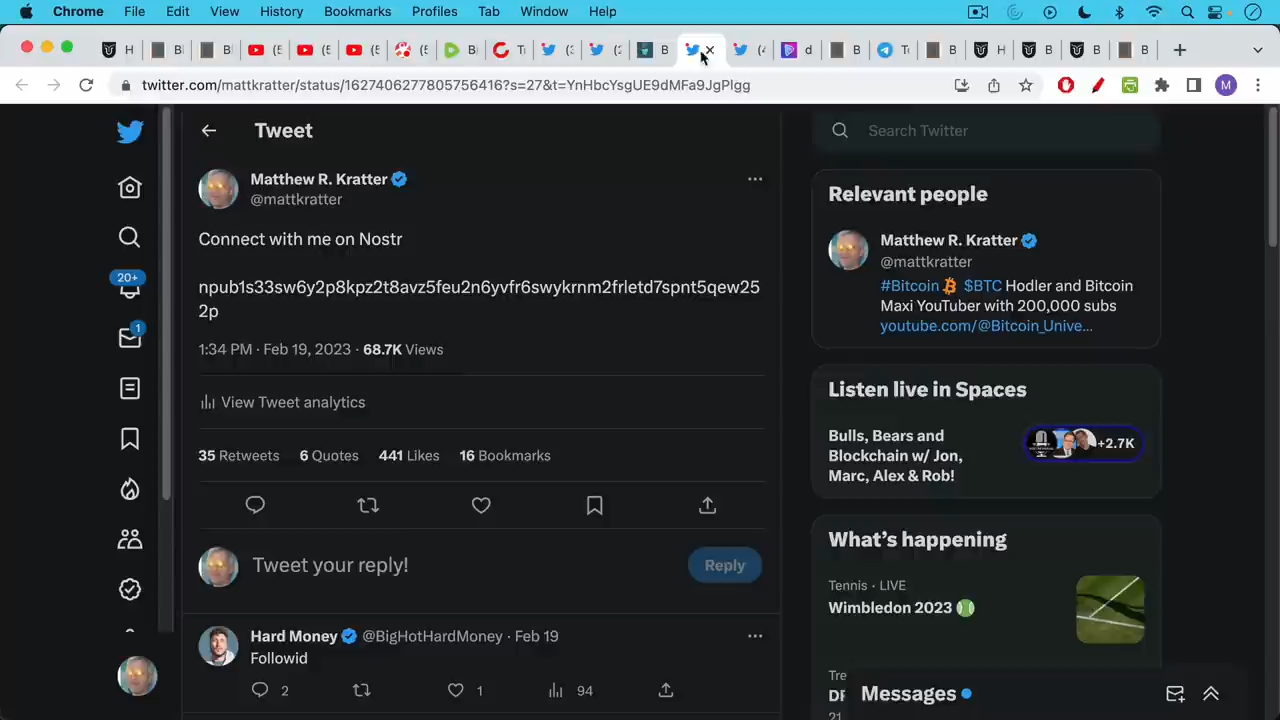 Chrome File Edit View History Bookmarks Profiles Tab Window Help
twitter.com/mattkratter/status/1627406277805756416?s=27&t=YnHbcYsgUE9dMFa9JgPlgg
M
Tweet
Matthew R. Kratter
@mattkratter
Connect with me on Nostr
npub1s33sw6y2p8kpz2t8avz5feu2n6yvfr6swykrnm2frletd7spnt5qew25
2p
1:34 PM · Feb 19, 2023 · 68.7K Views
View Tweet analytics
35 Retweets 6 Quotes 441 Likes 16 Bookmarks
Tweet your reply!
Reply
Hard Money @BigHotHardMoney · Feb 19
Followid
2 1 94
20+
1
Search Twitter
Relevant people
Matthew R. Kratter
@mattkratter
#Bitcoin $BTC Hodler and Bitcoin
Maxi YouTuber with 200,000 subs
youtube.com/@Bitcoin_Unive...
Listen live in Spaces
Bulls, Bears and
Blockchain w/ Jon,
Marc, Alex & Rob!
+2.7K
What's happening
Tennis · LIVE
Wimbledon 2023
Messages